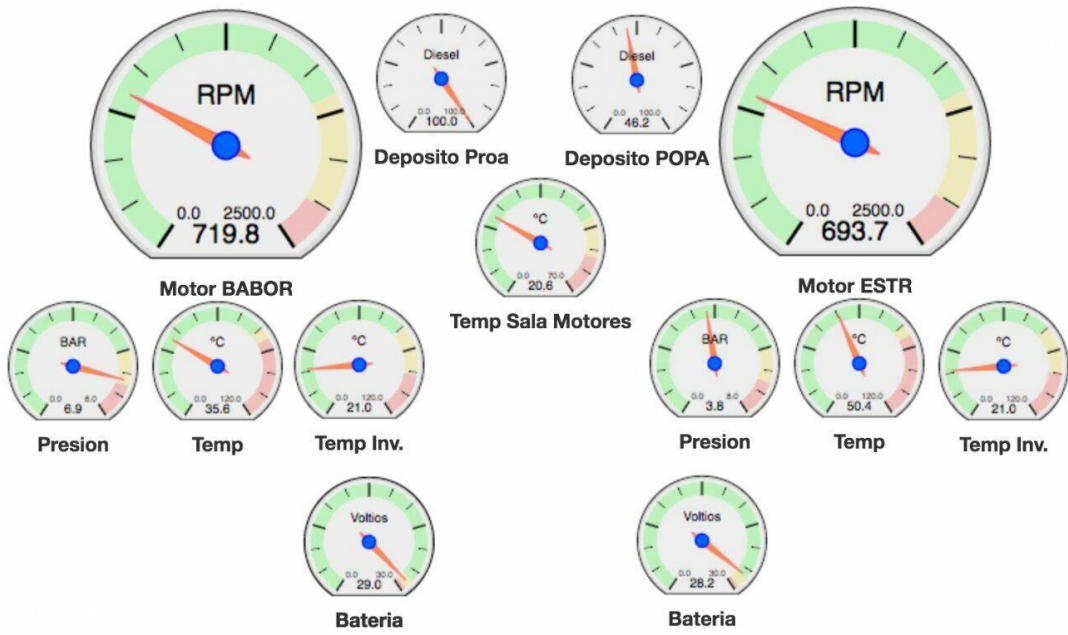 RPM
0.0 2500.0
719.8
Motor BABOR
Diesel
0.0 100.0
100.0
Deposito Proa
Diesel
0.0 100.0
46.2
Deposito POPA
RPM
0.0 2500.0
693.7
Motor ESTR
ºC
0.0 70.0
20.6
Temp Sala Motores
BAR
0.0 8.0
6.9
Presion
ºC
0.0 120.0
35.6
Temp
ºC
0.0 120.0
21.0
Temp Inv.
BAR
0.0 8.0
3.8
Presion
ºC
0.0 120.0
50.4
Temp
ºC
0.0 120.0
21.0
Temp Inv.
Voltios
0.0 30.0
29.0
Bateria
Voltios
0.0 30.0
28.2
Bateria